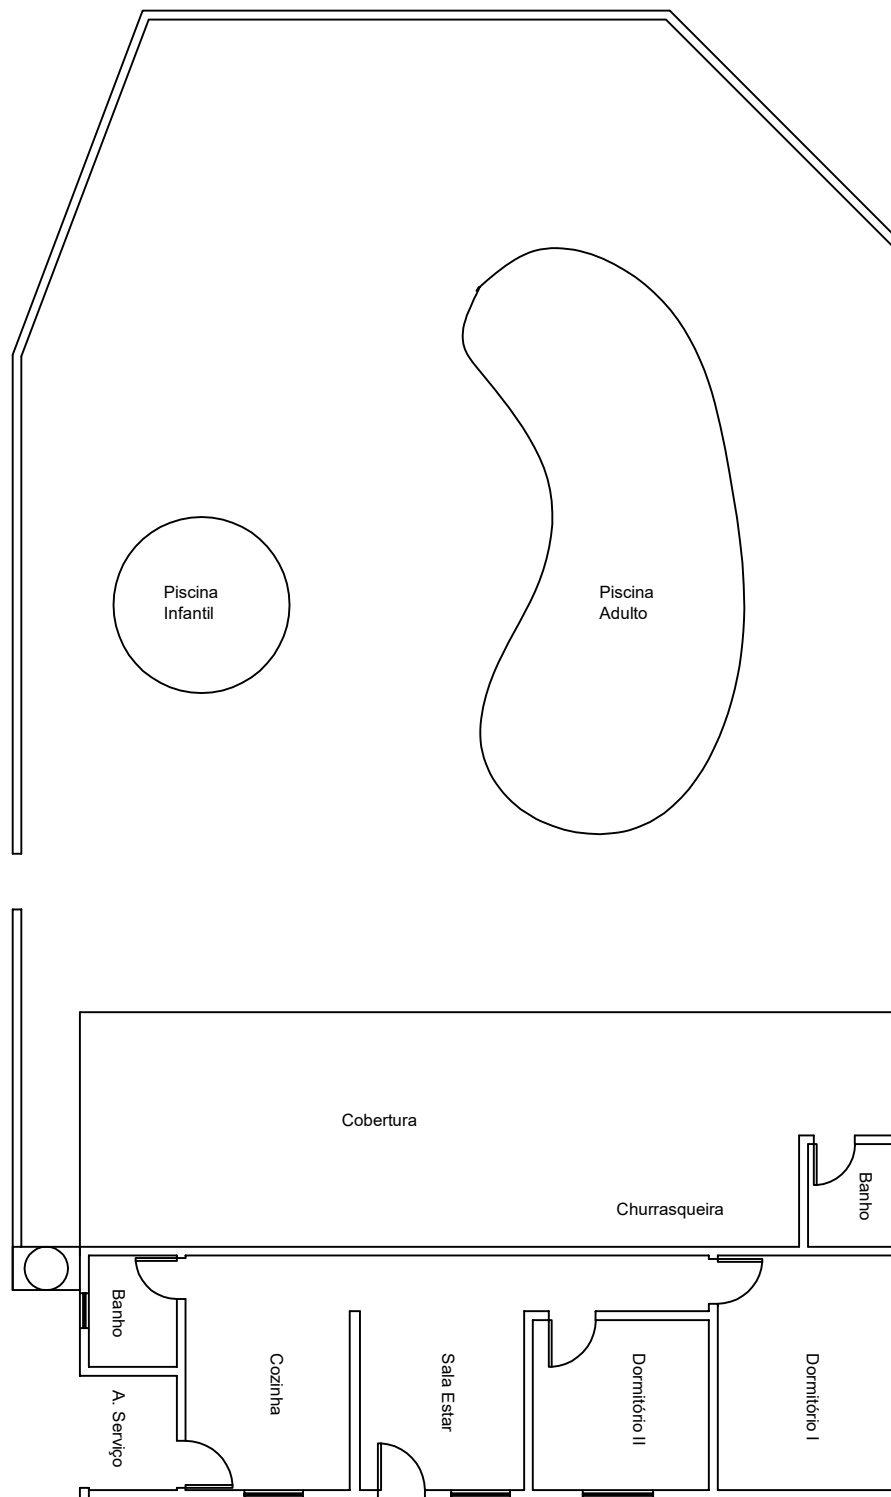 Piscina
Infantil
Piscina
Adulto
Cobertura
Churrasqueira
Banho
Banho
Cozinha
Sala Estar
Dormitório II
Dormitório I
A. Serviço